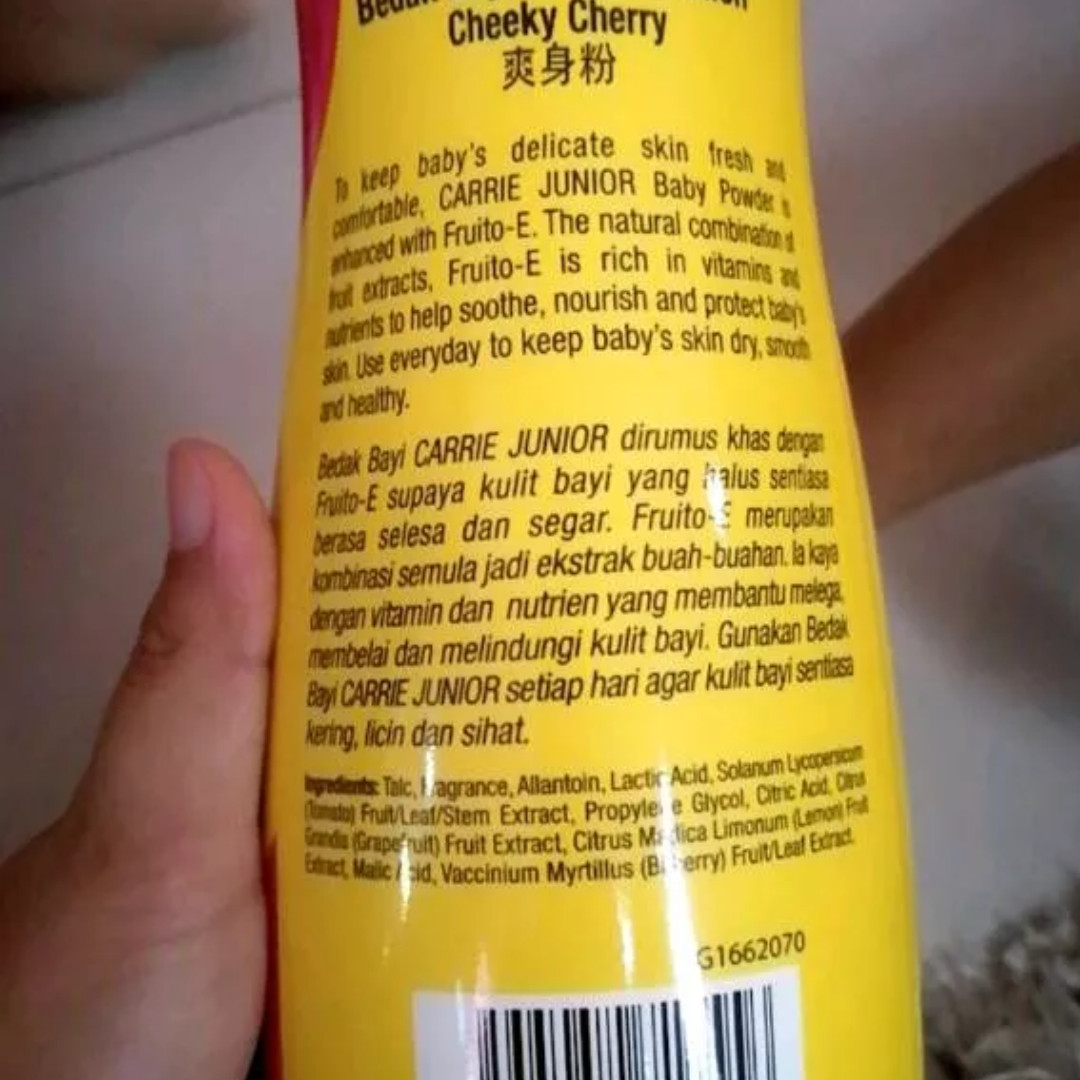 Cheeky Cherry
爽身粉
To keep baby's delicate skin fresh and
comfortable, CARRIE JUNIOR Baby Powder is
enhanced with Fruito-E. The natural combination of
fruit extracts, Fruito-E is rich in vitamins and
nutrients to help soothe, nourish and protect baby's
skin. Use everyday to keep baby's skin dry, smooth
and healthy.
Bedak Bayi CARRIE JUNIOR dirumus khas dengan
Fruito-E supaya kulit bayi yang halus sentiasa
berasa selesa dan segar. Fruito-E merupakan
kombinasi semula jadi ekstrak buah-buahan. Ia kaya
dengan vitamin dan nutrien yang membantu melega,
membelai dan melindungi kulit bayi. Gunakan Bedak
Bayi CARRIE JUNIOR setiap hari agar kulit bayi sentiasa
kering, licin dan sihat.
Ingredients: Talc, Fragrance, Allantoin, Lactic Acid, Solanum Lycopersicum
(Tomato) Fruit/Leaf/Stem Extract, Propylene Glycol, Citric Acid, Citrus
Grandis (Grapefruit) Fruit Extract, Citrus Medica Limonum (Lemon) Fruit
Extract, Malic Acid, Vaccinium Myrtillus (Bilberry) Fruit/Leaf Extract.
G1662070